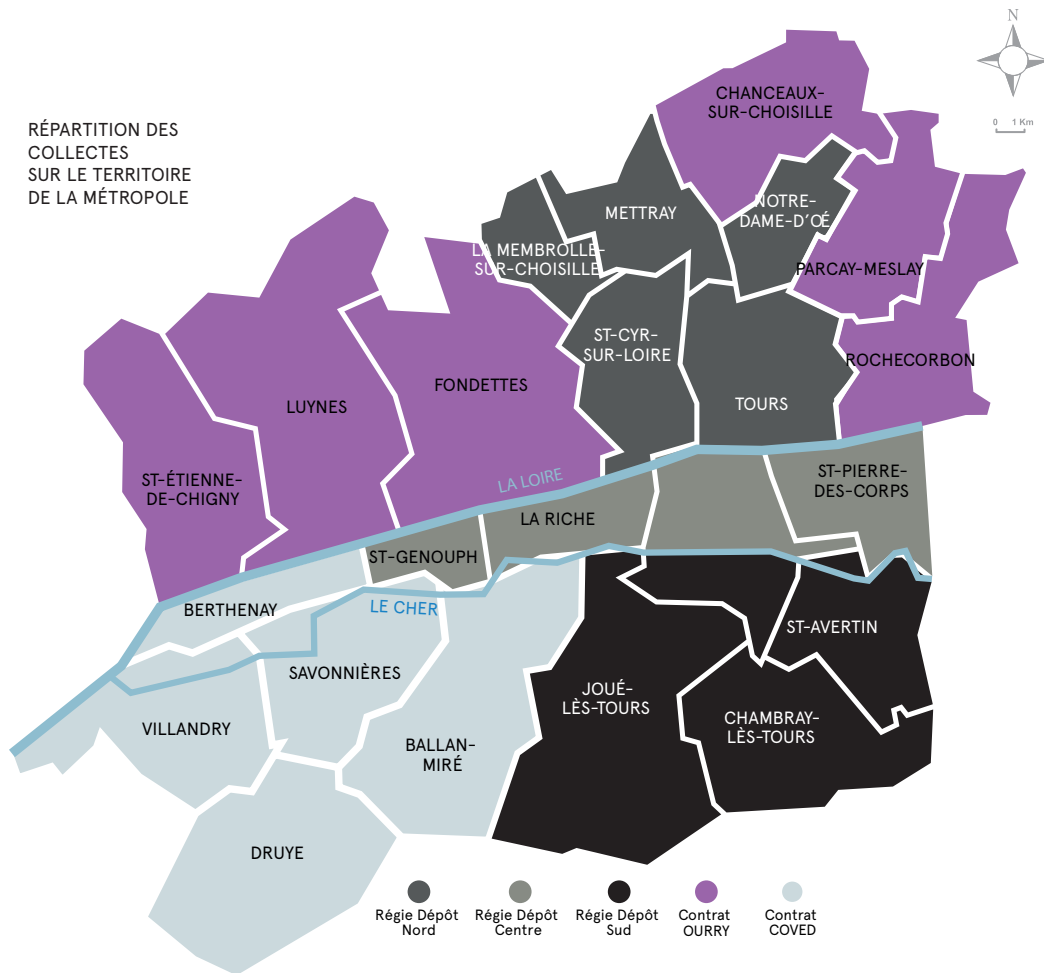 N
0 1 Km
RÉPARTITION DES
COLLECTES
SUR LE TERRITOIRE
DE LA MÉTROPOLE
CHANCEAUX-
SUR-CHOISILLE
METTRAY
NOTRE-
DAME-D'OÉ
LA MEMBROLLE-
SUR-CHOISILLE
PARCAY-MESLAY
ST-CYR-
SUR-LOIRE
ROCHECORBON
FONDETTES
LUYNES
TOURS
ST-ÉTIENNE-
DE-CHIGNY
LA LOIRE
ST-PIERRE-
DES-CORPS
LA RICHE
ST-GENOUPH
BERTHENAY
LE CHER
ST-AVERTIN
SAVONNIÈRES
JOUÉ-
LÈS-TOURS
VILLANDRY
CHAMBRAY-
LÈS-TOURS
BALLAN-
MIRÉ
DRUYE
Régie Dépôt
Nord
Régie Dépôt
Centre
Régie Dépôt
Sud
Contrat
OURRY
Contrat
COVED